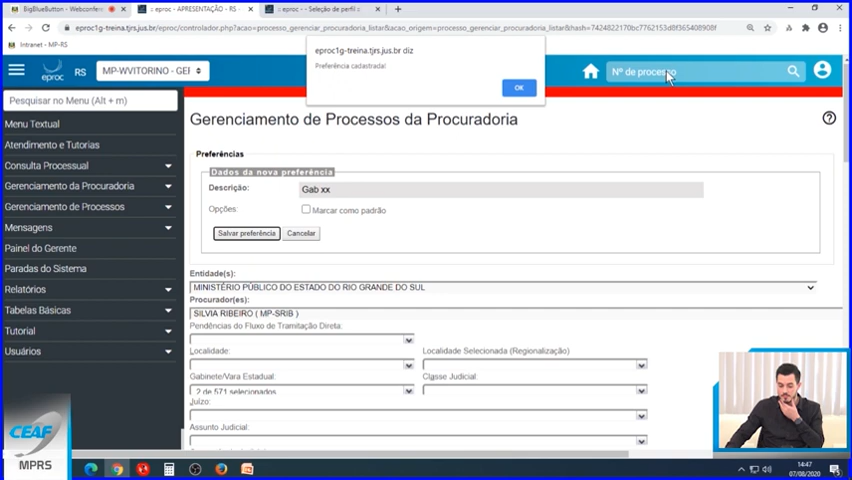 BigBlueButton - Webconferê
:: eproc - APRESENTAÇÃO - RS ::
:: eproc - - Seleção de perfil ::
eproc1g-treina.tjrs.jus.br/eproc/controlador.php?acao=processo_gerenciar_procuradoria_listar&acao_origem=processo_gerenciar_procuradoria_listar&hash=7424822170bc7762153d8f365408908f
Intranet - MP-RS
eproc1g-treina.tjrs.jus.br diz
Preferência cadastrada!
OK
eproc
RS
MP-WVITORINO - GEF
Nº de processo
Pesquisar no Menu (Alt + m)
Menu Textual
Atendimento e Tutorias
Consulta Processual
Gerenciamento da Procuradoria
Gerenciamento de Processos
Mensagens
Painel do Gerente
Paradas do Sistema
Relatórios
Tabelas Básicas
Tutorial
Usuários
Gerenciamento de Processos da Procuradoria
Preferências
Dados da nova preferência
Descrição: Gab xx
Opções: Marcar como padrão
Salvar preferência Cancelar
Entidade(s):
MINISTÉRIO PÚBLICO DO ESTADO DO RIO GRANDE DO SUL
Procurador(es):
SILVIA RIBEIRO ( MP-SRIB )
Pendências do Fluxo de Tramitação Direta:
Localidade: Localidade Selecionada (Regionalização)
Gabinete/Vara Estadual: Classe Judicial:
2 de 571 selecionados
Juízo:
Assunto Judicial:
CEAF
MPRS
14:47
07/08/2020